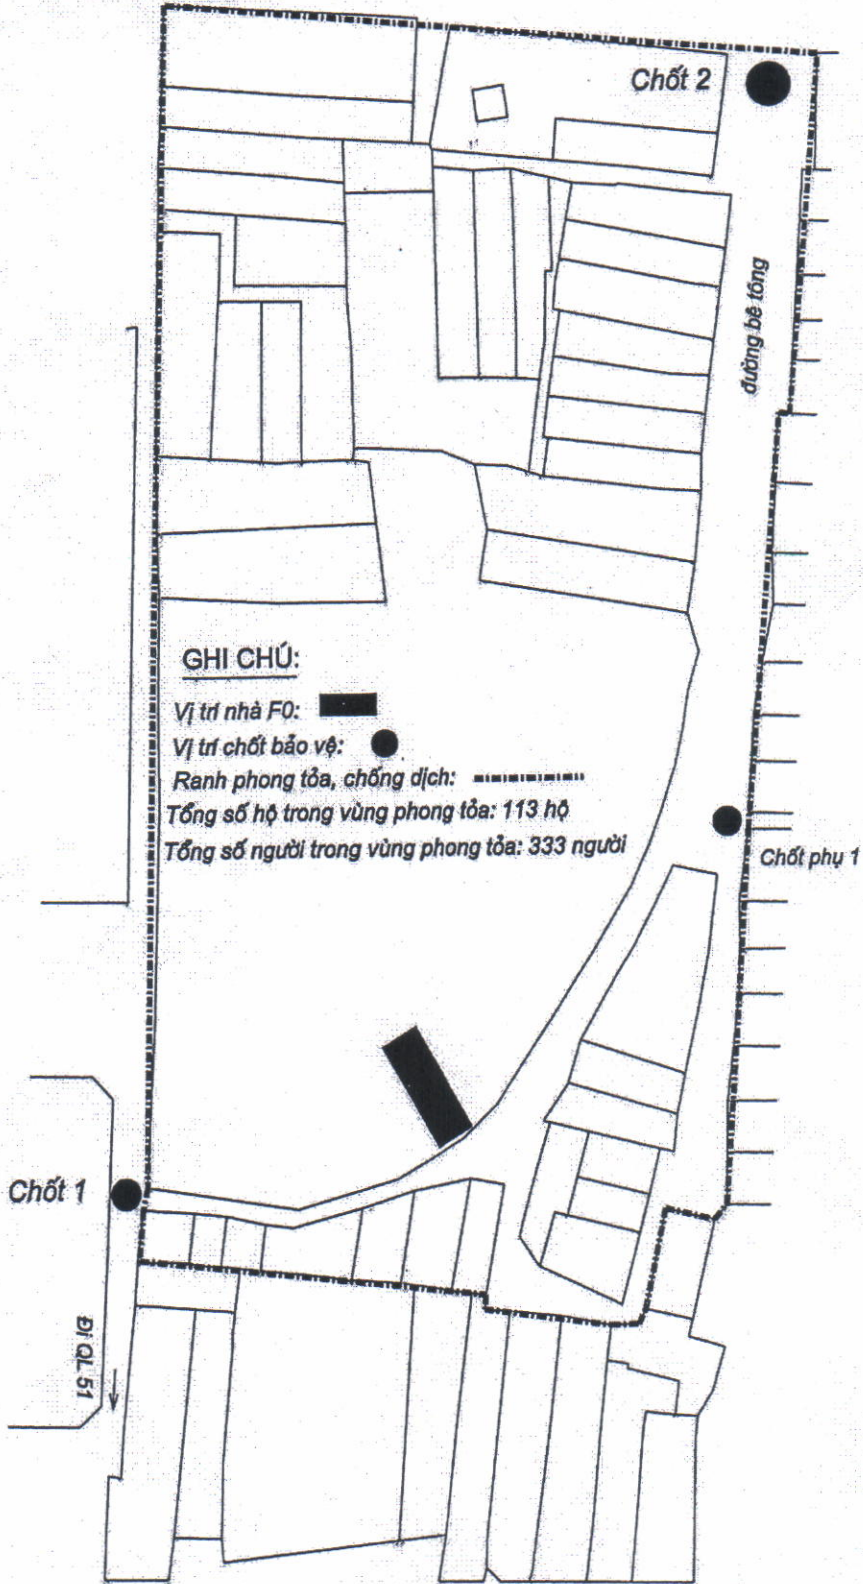 Chốt 2
đường bê tông
GHI CHÚ:
Vị trí nhà F0:
Vị trí chốt bảo vệ:
Ranh phong tỏa, chống dịch:
Tổng số hộ trong vùng phong tỏa: 113 hộ
Tổng số người trong vùng phong tỏa: 333 người
Chốt phụ 1
Chốt 1
Đi QL 51